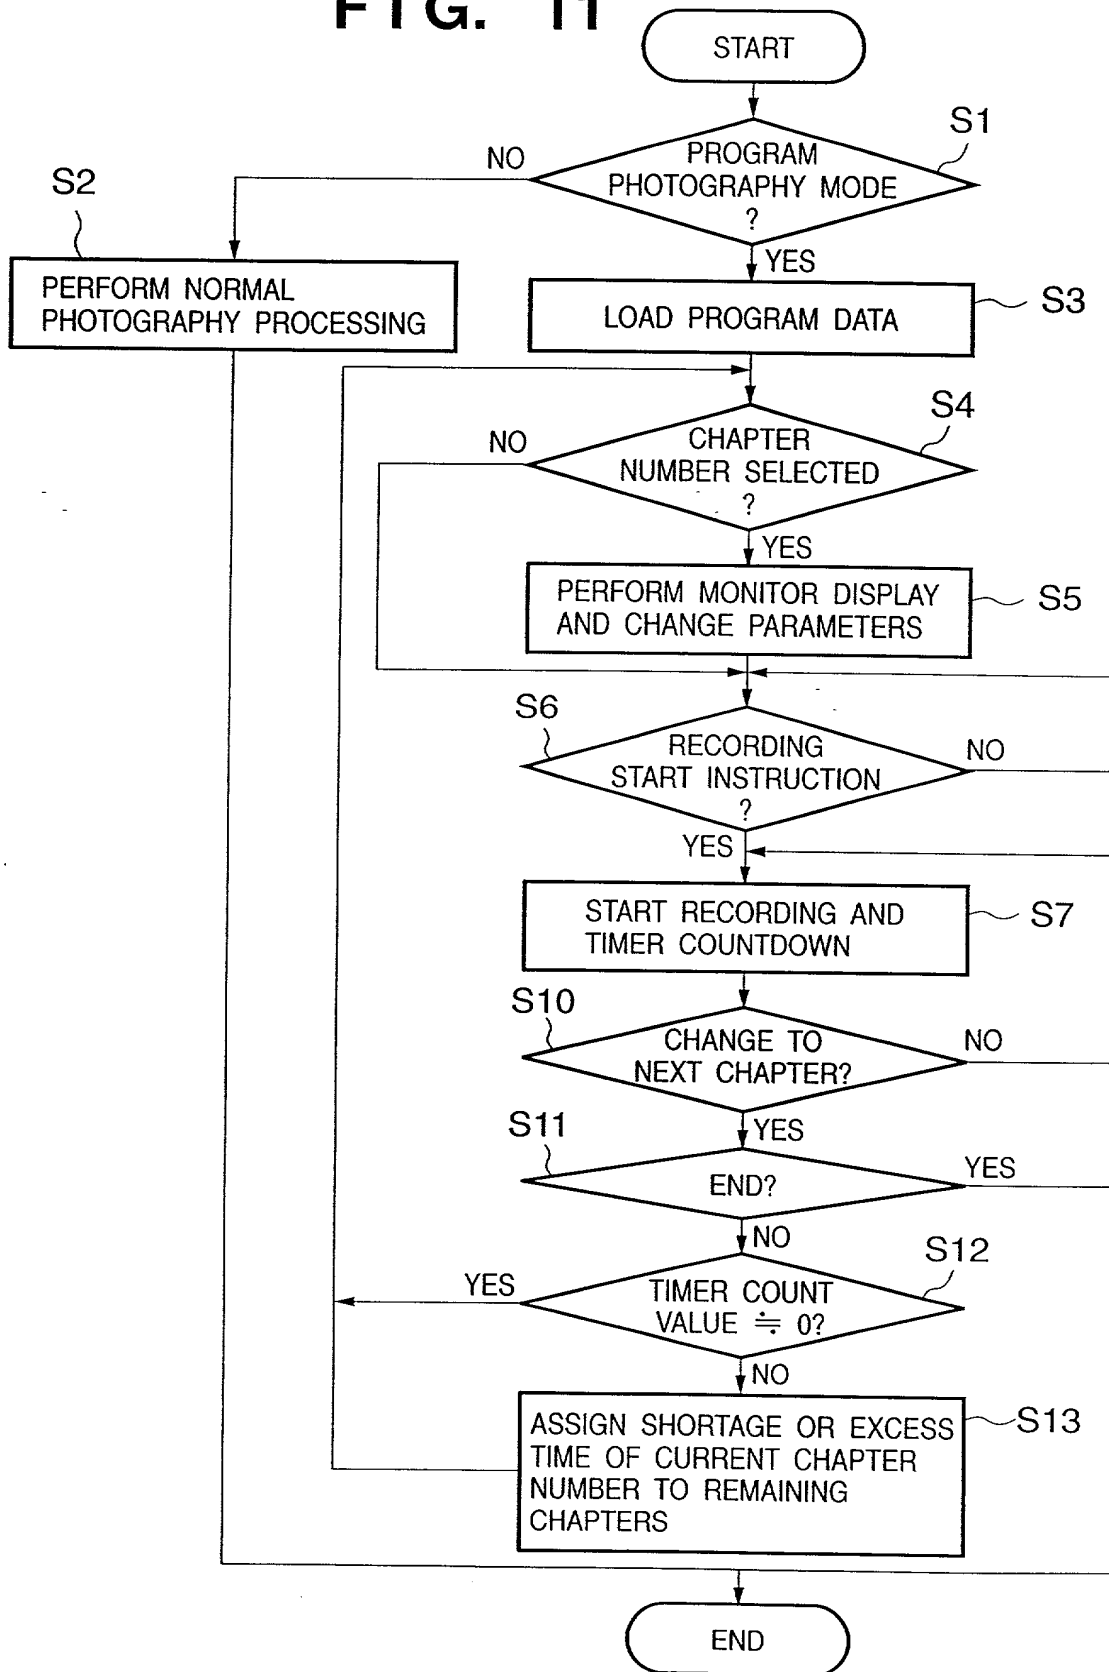 FIG. 11
START
S1
PROGRAM
PHOTOGRAPHY MODE
?
NO
YES
S2
PERFORM NORMAL
PHOTOGRAPHY PROCESSING
S3
LOAD PROGRAM DATA
S4
CHAPTER
NUMBER SELECTED
?
NO
YES
S5
PERFORM MONITOR DISPLAY
AND CHANGE PARAMETERS
S6
RECORDING
START INSTRUCTION
?
NO
YES
S7
START RECORDING AND
TIMER COUNTDOWN
S10
CHANGE TO
NEXT CHAPTER?
NO
YES
S11
END?
YES
NO
S12
TIMER COUNT
VALUE ≒ 0?
YES
NO
S13
ASSIGN SHORTAGE OR EXCESS
TIME OF CURRENT CHAPTER
NUMBER TO REMAINING
CHAPTERS
END